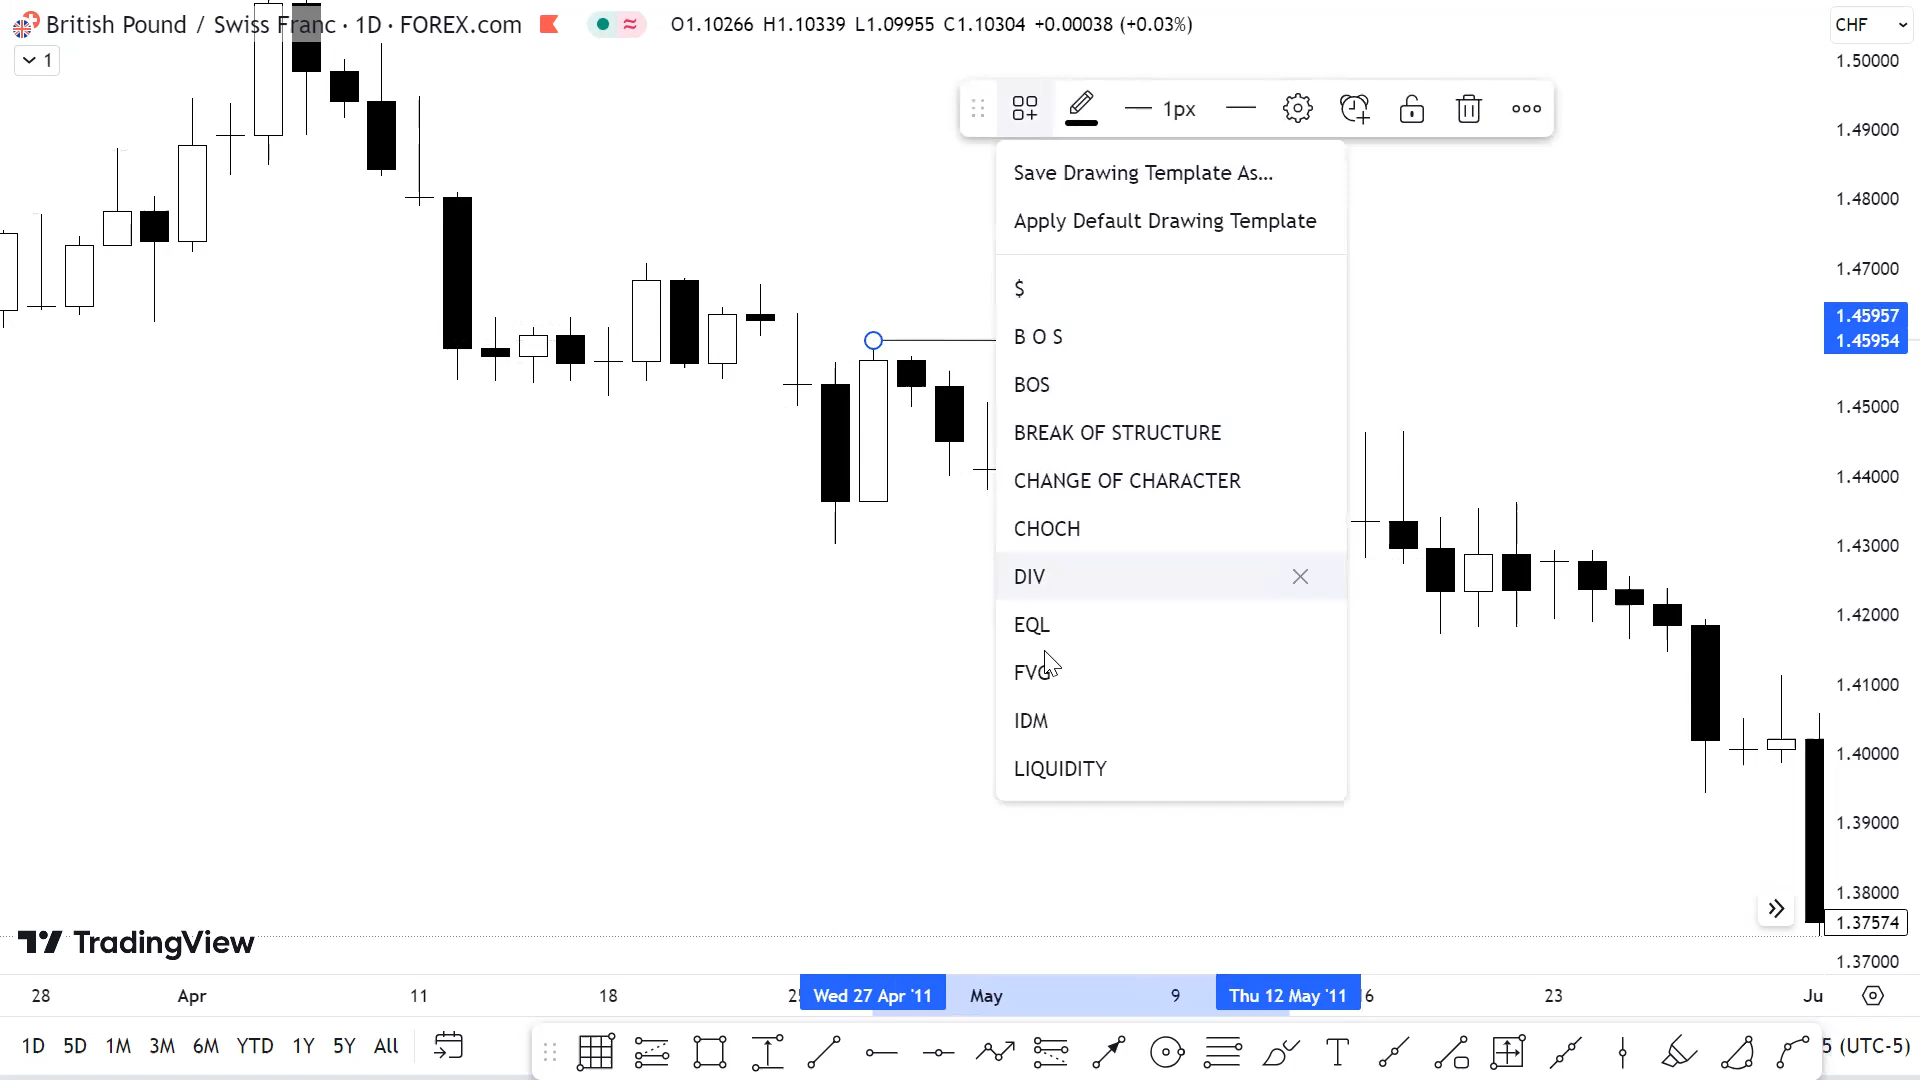 British Pound / Swiss Franc · 1D · FOREX.com
O1.10266 H1.10339 L1.09955 C1.10304 +0.00038 (+0.03%)
CHF
1
1px
Save Drawing Template As...
Apply Default Drawing Template
$
B O S
BOS
BREAK OF STRUCTURE
CHANGE OF CHARACTER
CHOCH
DIV
EQL
FVG
IDM
LIQUIDITY
1.50000
1.49000
1.48000
1.47000
1.45957
1.45954
1.45000
1.44000
1.43000
1.42000
1.41000
1.40000
1.39000
1.38000
1.37574
1.37000
TradingView
28 Apr 11 18 Wed 27 Apr '11 May 9 Thu 12 May '11 23 Ju
1D 5D 1M 3M 6M YTD 1Y 5Y All
5 (UTC-5)